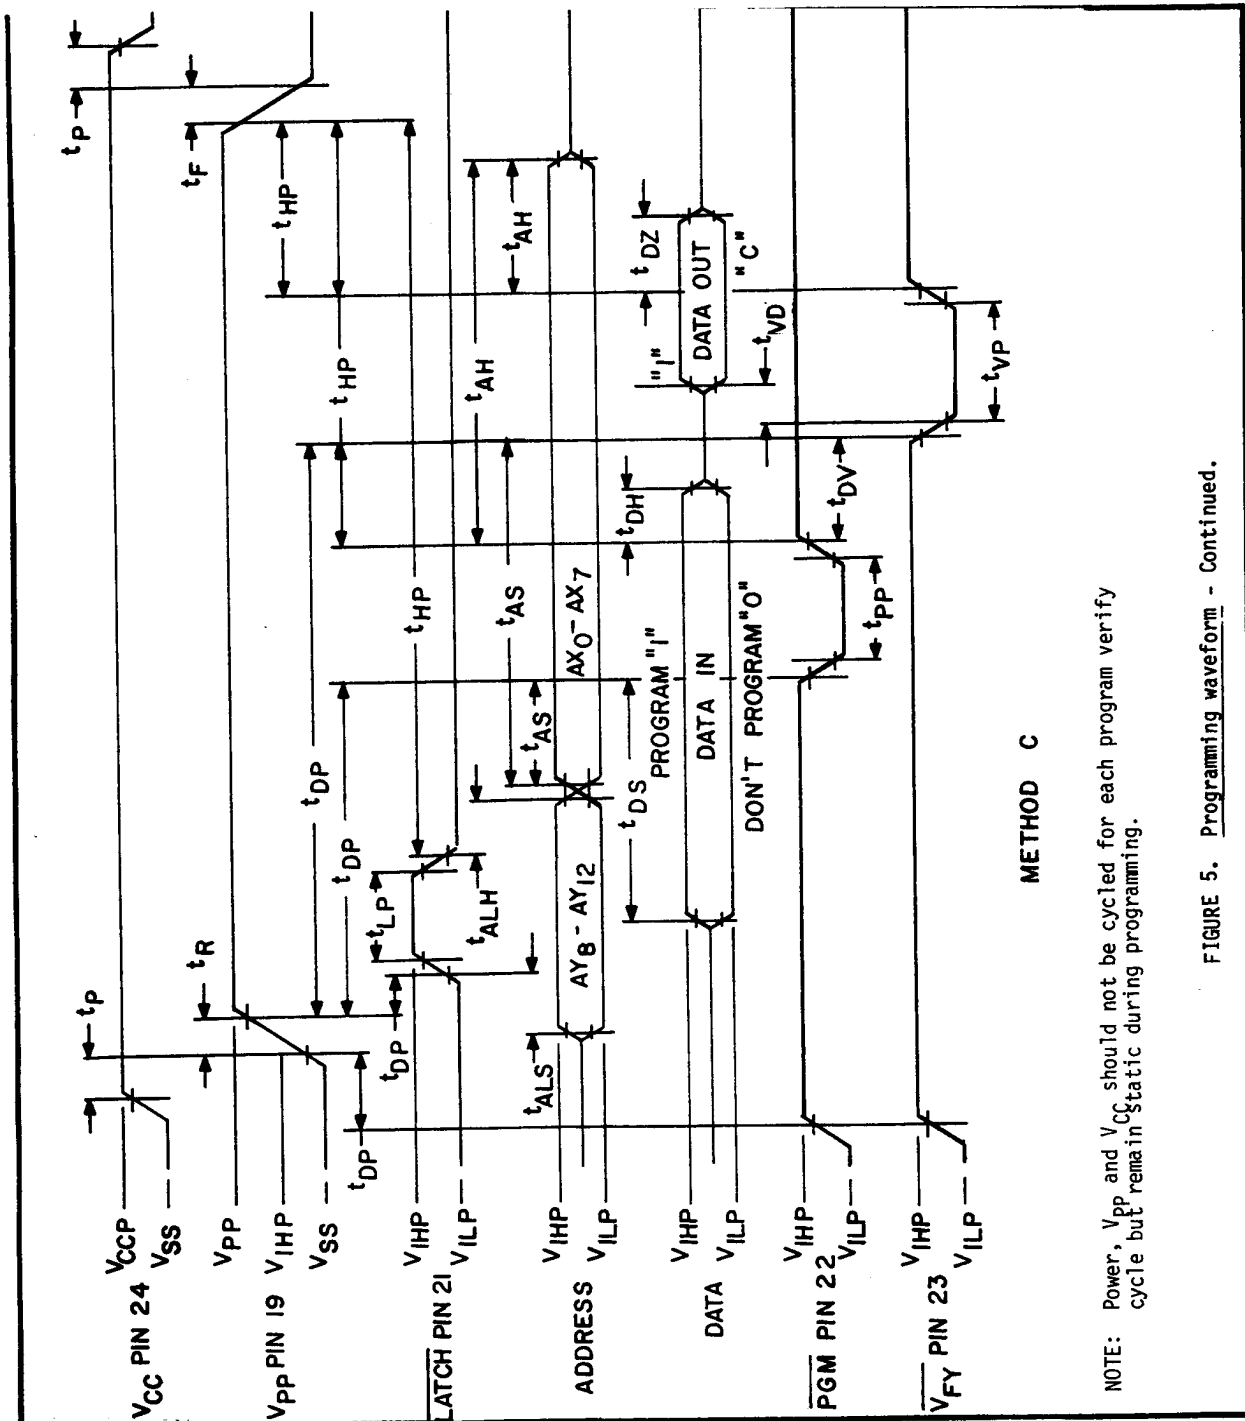 V_CC PIN 24
V_CCP
V_SS
t_P
t_P
V_PP PIN 19
V_PP
V_IHP
V_SS
t_R
t_F
t_DP
t_DP
t_DP
t_DP
t_HP
t_HP
t_HP
LATCH PIN 21
V_IHP
V_ILP
t_LP
t_ALH
t_ALS
ADDRESS
V_IHP
V_ILP
AY8 - AY12
AX0 - AX7
t_AS
t_AS
t_AH
t_AH
DATA
V_IHP
V_ILP
t_DS
PROGRAM "1"
DATA IN
DON'T PROGRAM "0"
t_DH
"1"
DATA OUT
"C"
t_DZ
t_VD
PGM PIN 22
V_IHP
V_ILP
t_PP
t_DV
V_FY PIN 23
V_IHP
V_ILP
t_VP
METHOD C
NOTE: Power, V_PP and V_CC should not be cycled for each program verify
cycle but remain static during programming.
FIGURE 5. Programming waveform - Continued.